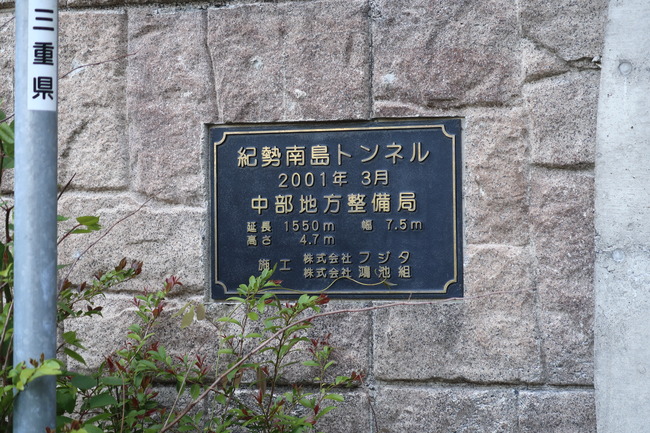 三重県
紀勢南島トンネル
2001年 3月
中部地方整備局
延長 1550m 幅 7.5m
高さ 4.7m
施工 株式会社 フジタ
株式会社 鴻池組